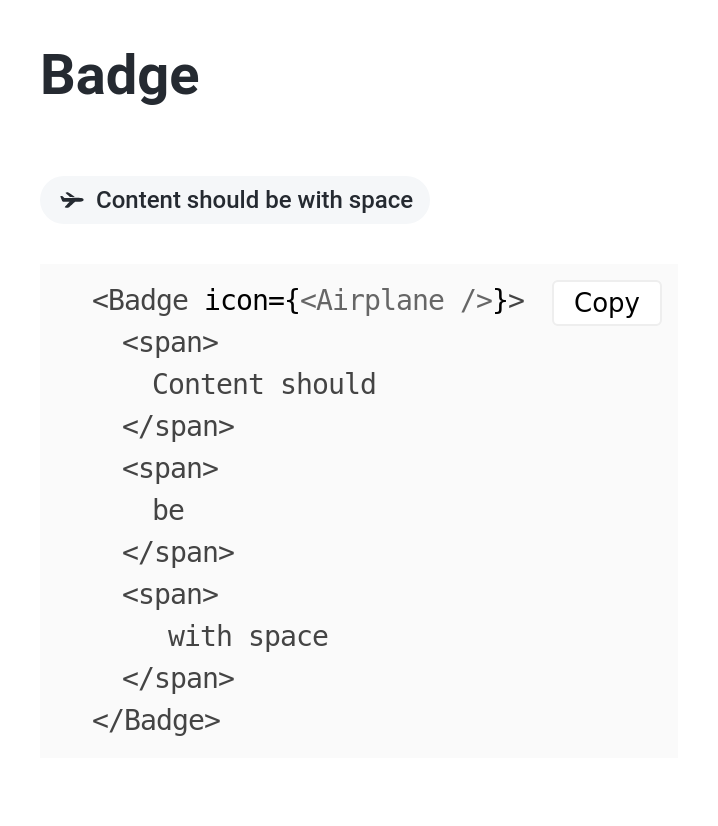 Badge
Content should be with space
<Badge icon={<Airplane />}>
Copy
<span>
Content should
</span>
<span>
be
</span>
<span>
with space
</span>
</Badge>